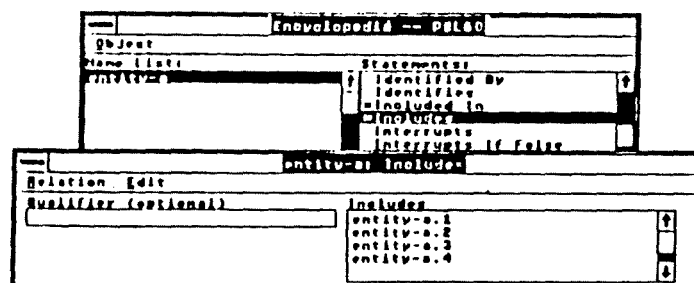 Encyclopedia -- PSL60
Object
Name list:
Statements:
entity-a
Identified By
Identifies
*Included In
*Includes
Interrupts
Interrupts If False
entity-a: Includes
Relation Edit
Qualifier (optional)
Includes
entity-a.1
entity-a.2
entity-a.3
entity-a.4